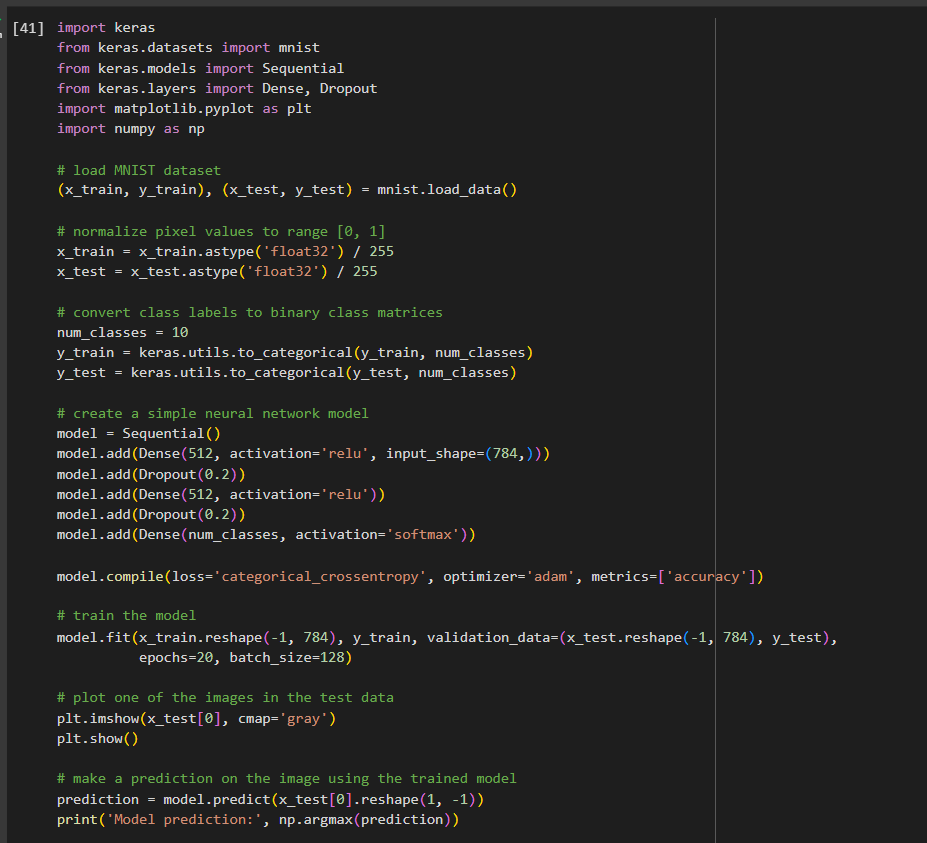 [41] import keras
from keras.datasets import mnist
from keras.models import Sequential
from keras.layers import Dense, Dropout
import matplotlib.pyplot as plt
import numpy as np

# load MNIST dataset
(x_train, y_train), (x_test, y_test) = mnist.load_data()

# normalize pixel values to range [0, 1]
x_train = x_train.astype('float32') / 255
x_test = x_test.astype('float32') / 255

# convert class labels to binary class matrices
num_classes = 10
y_train = keras.utils.to_categorical(y_train, num_classes)
y_test = keras.utils.to_categorical(y_test, num_classes)

# create a simple neural network model
model = Sequential()
model.add(Dense(512, activation='relu', input_shape=(784,)))
model.add(Dropout(0.2))
model.add(Dense(512, activation='relu'))
model.add(Dropout(0.2))
model.add(Dense(num_classes, activation='softmax'))

model.compile(loss='categorical_crossentropy', optimizer='adam', metrics=['accuracy'])

# train the model
model.fit(x_train.reshape(-1, 784), y_train, validation_data=(x_test.reshape(-1, 784), y_test),
          epochs=20, batch_size=128)

# plot one of the images in the test data
plt.imshow(x_test[0], cmap='gray')
plt.show()

# make a prediction on the image using the trained model
prediction = model.predict(x_test[0].reshape(1, -1))
print('Model prediction:', np.argmax(prediction))